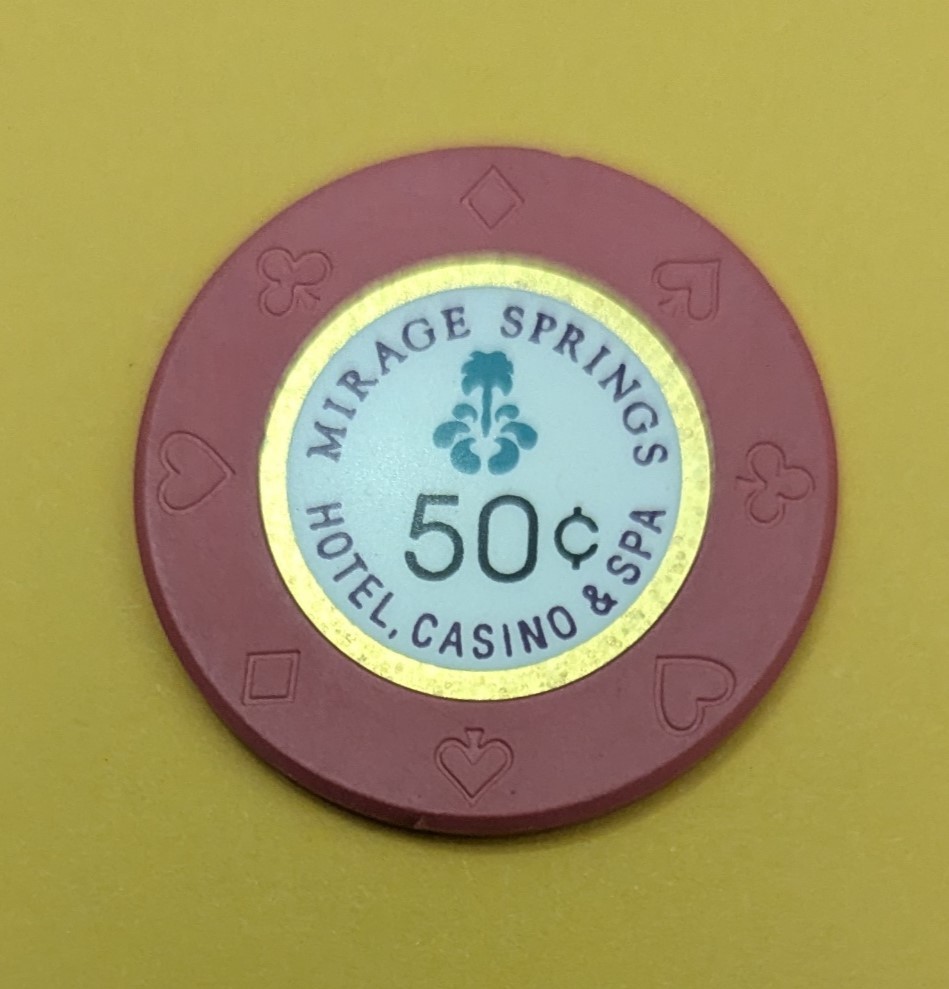 MIRAGE SPRINGS
50¢
HOTEL, CASINO & SPA